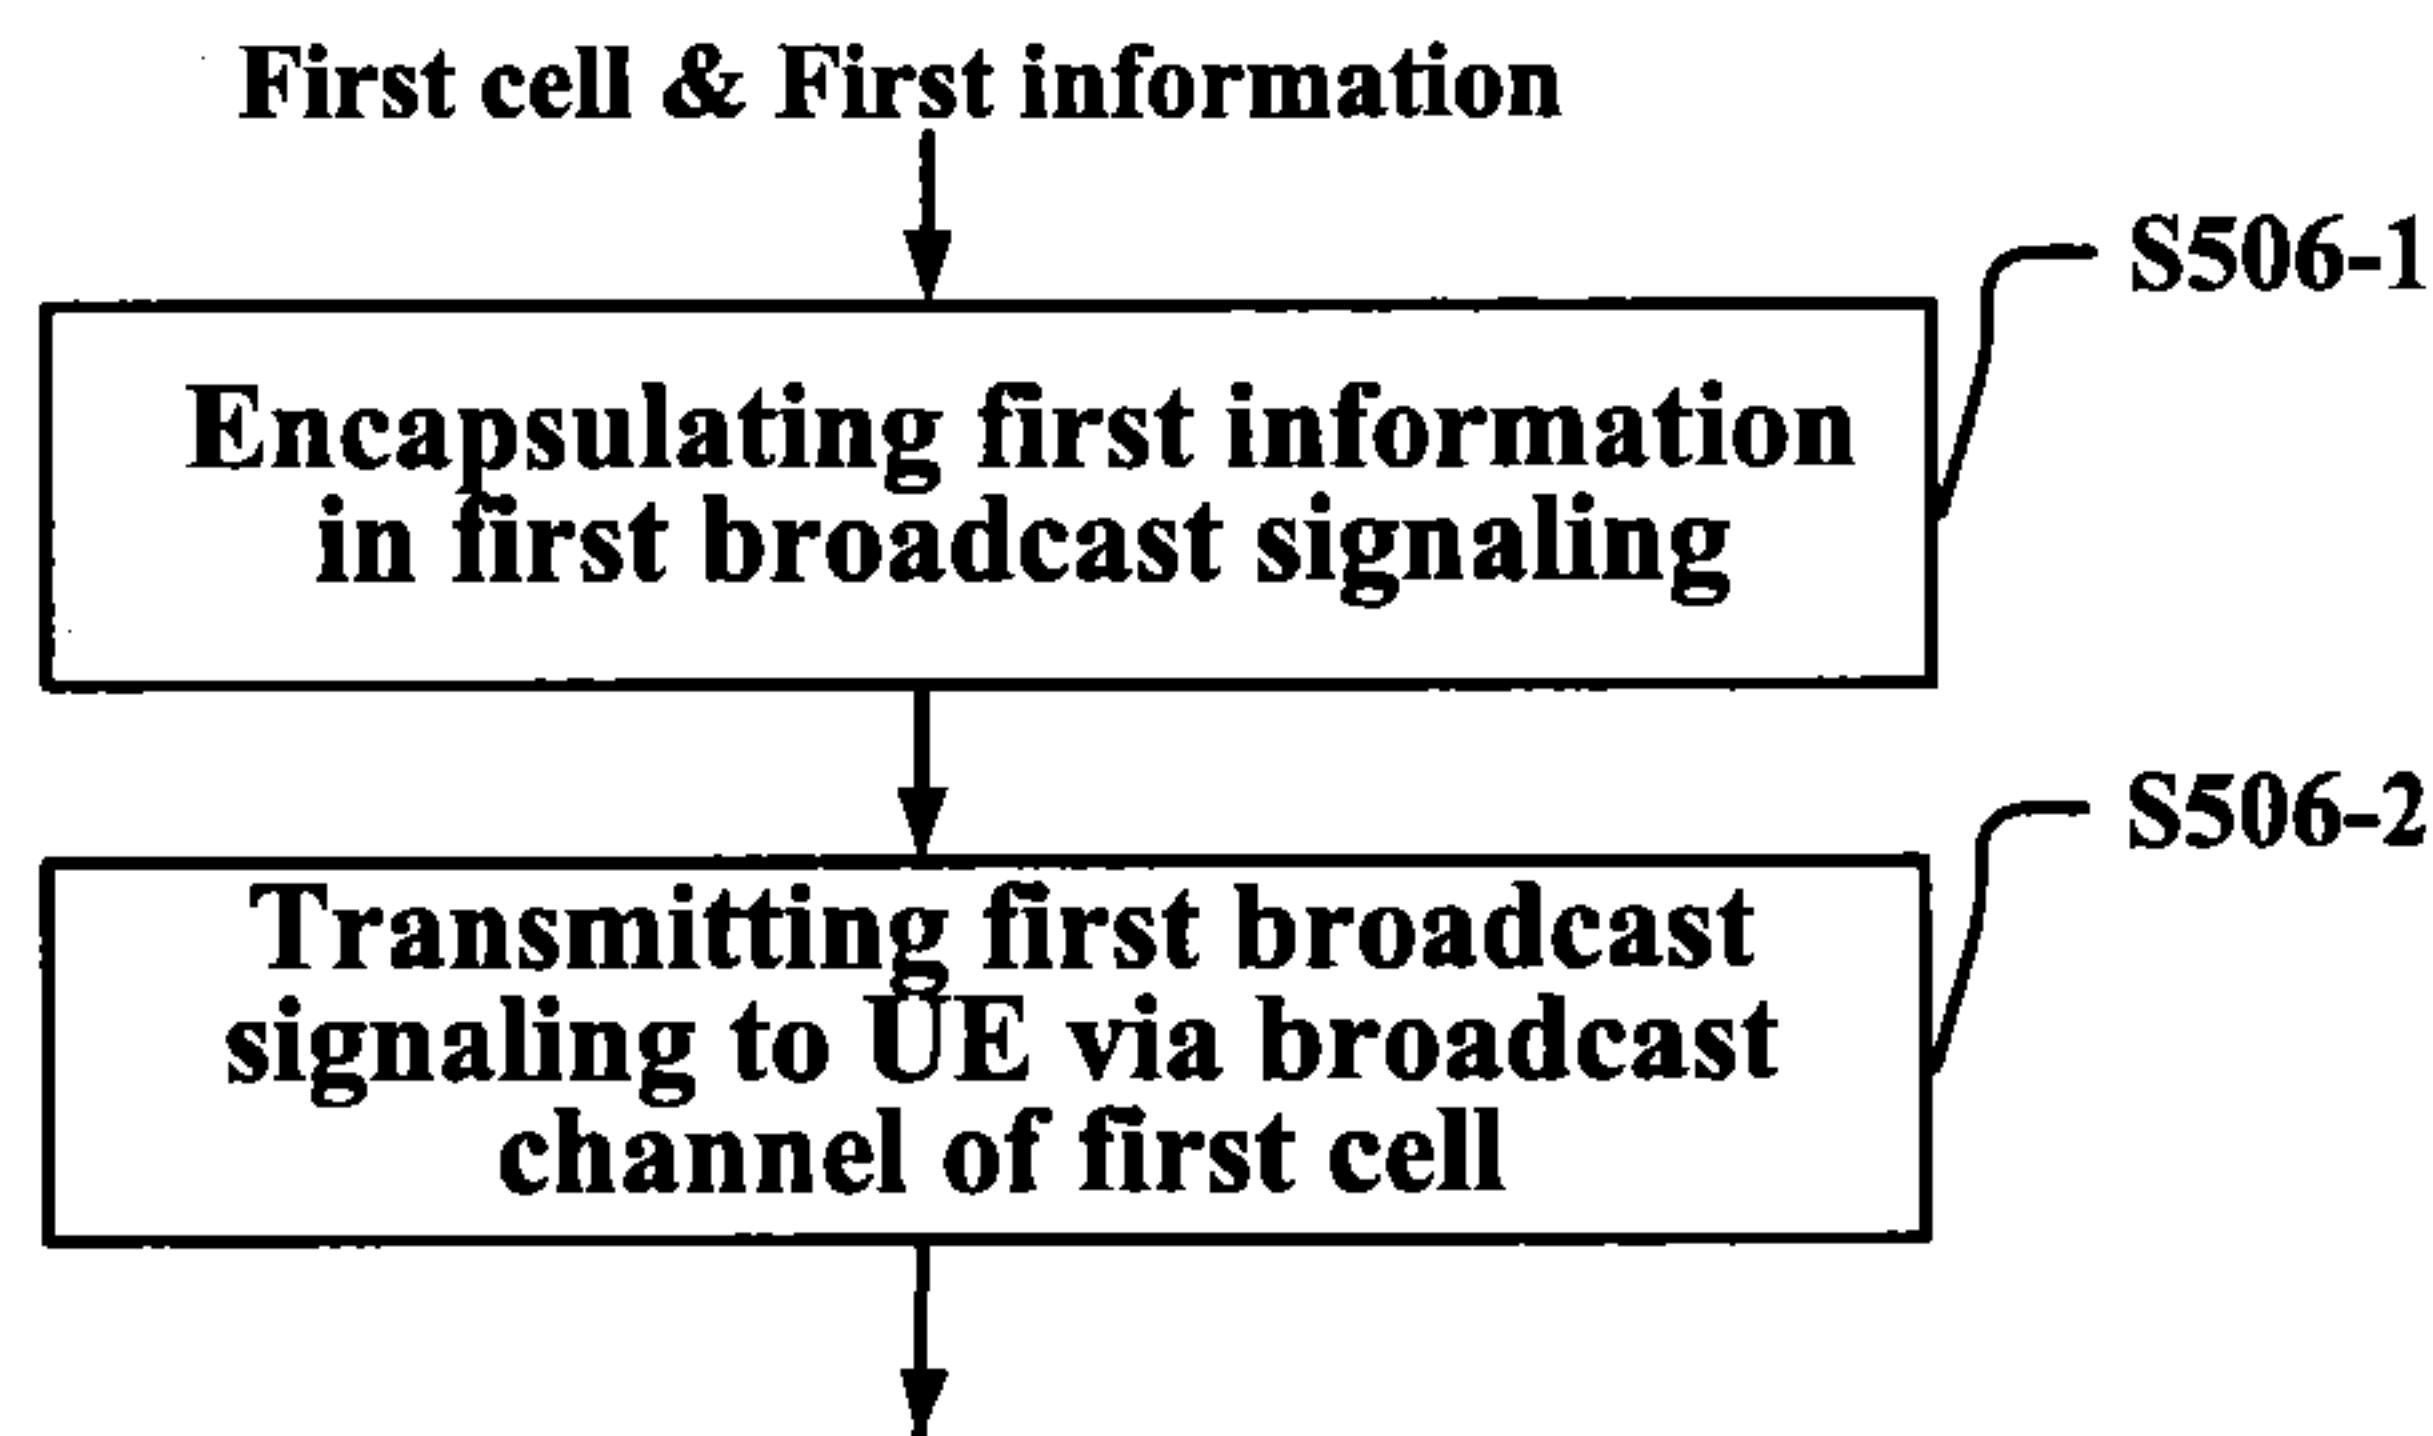 First cell & First information
S506-1
Encapsulating first information
in first broadcast signaling
S506-2
Transmitting first broadcast
signaling to UE via broadcast
channel of first cell